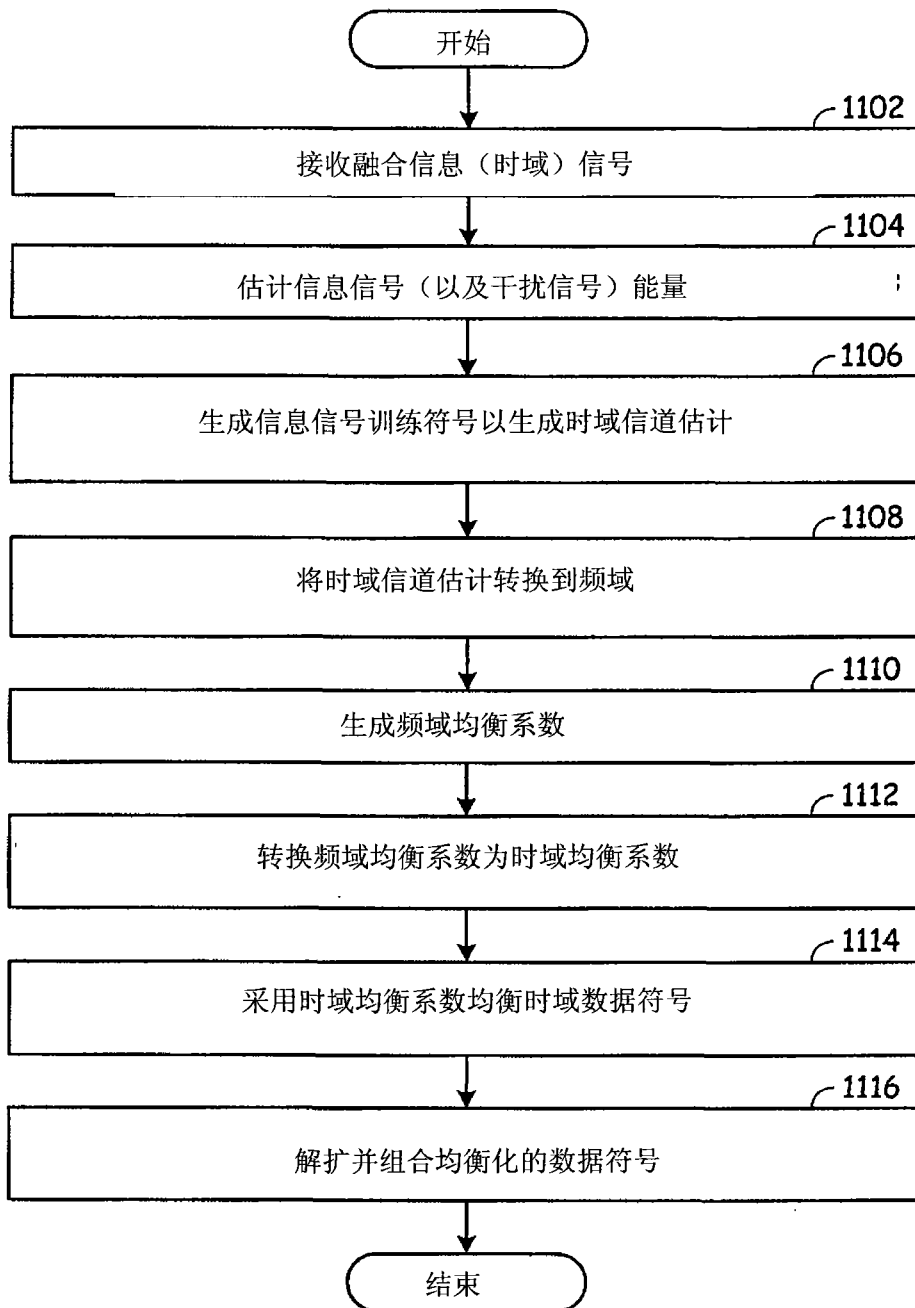 开始
1102
接收融合信息（时域）信号
1104
估计信息信号（以及干扰信号）能量
1106
生成信息信号训练符号以生成时域信道估计
1108
将时域信道估计转换到频域
1110
生成频域均衡系数
1112
转换频域均衡系数为时域均衡系数
1114
采用时域均衡系数均衡时域数据符号
1116
解扩并组合均衡化的数据符号
结束